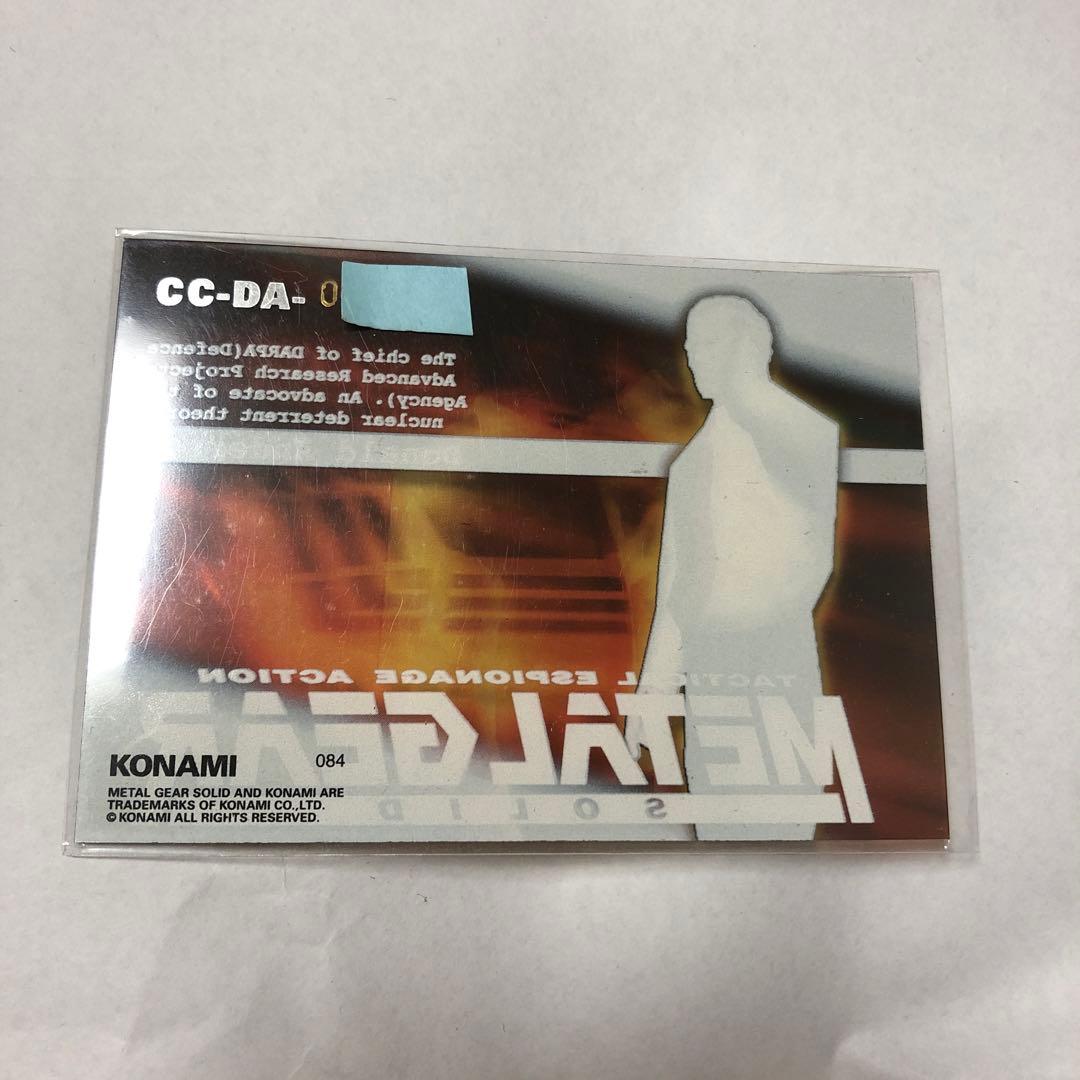 CC-DA- 0
The chief of DARPA(Defence
Advanced Research Project
Agency). An advocate of t
nuclear deterrent theor
TACTICAL ESPIONAGE ACTION
METAL GEAR
SOLID
KONAMI 084
METAL GEAR SOLID AND KONAMI ARE
TRADEMARKS OF KONAMI CO.,LTD.
© KONAMI ALL RIGHTS RESERVED.